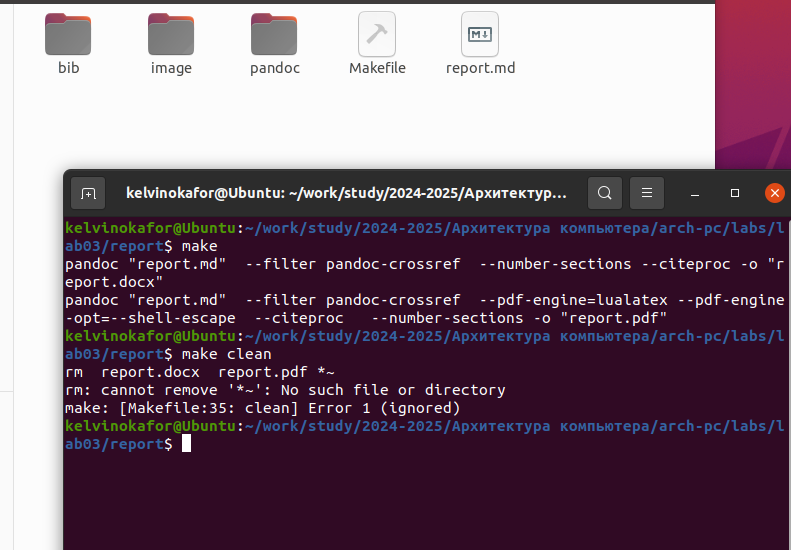 bib
image
pandoc
Makefile
report.md
kelvinokafor@Ubuntu: ~/work/study/2024-2025/Архитектур...
kelvinokafor@Ubuntu:~/work/study/2024-2025/Архитектура компьютера/arch-pc/labs/l
ab03/report$ make
pandoc "report.md"  --filter pandoc-crossref  --number-sections --citeproc -o "r
eport.docx"
pandoc "report.md"  --filter pandoc-crossref  --pdf-engine=lualatex --pdf-engine
-opt=--shell-escape  --citeproc   --number-sections -o "report.pdf"
kelvinokafor@Ubuntu:~/work/study/2024-2025/Архитектура компьютера/arch-pc/labs/l
ab03/report$ make clean
rm  report.docx  report.pdf *~
rm: cannot remove '*~': No such file or directory
make: [Makefile:35: clean] Error 1 (ignored)
kelvinokafor@Ubuntu:~/work/study/2024-2025/Архитектура компьютера/arch-pc/labs/l
ab03/report$